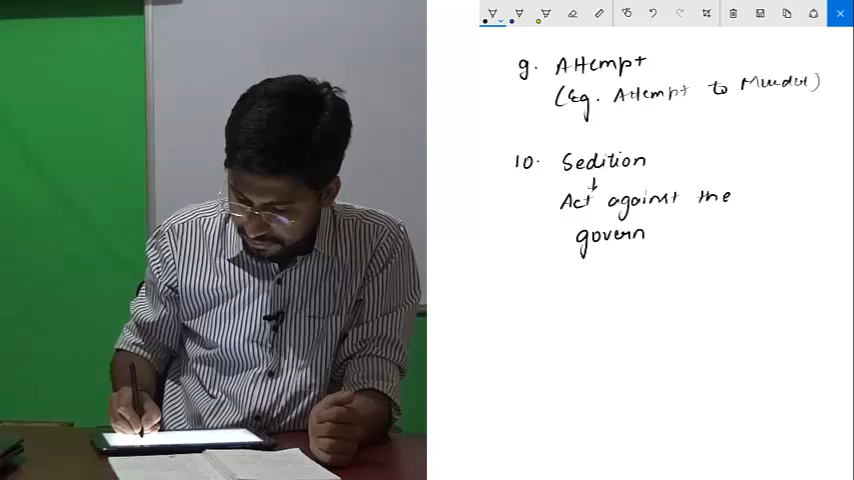 9. Attempt
(Eg. Attempt to Murder)
10. Sedition
Act against the
govern